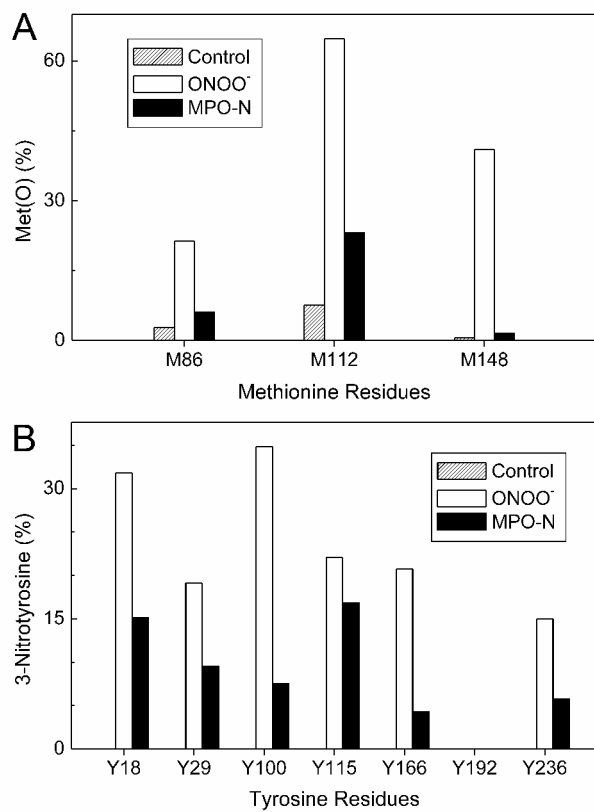 A
Control
ONOO⁻
MPO-N
60
30
0
Met(O) (%)
M86 M112 M148
Methionine Residues
B
Control
ONOO⁻
MPO-N
30
15
0
3-Nitrotyrosine (%)
Y18 Y29 Y100 Y115 Y166 Y192 Y236
Tyrosine Residues